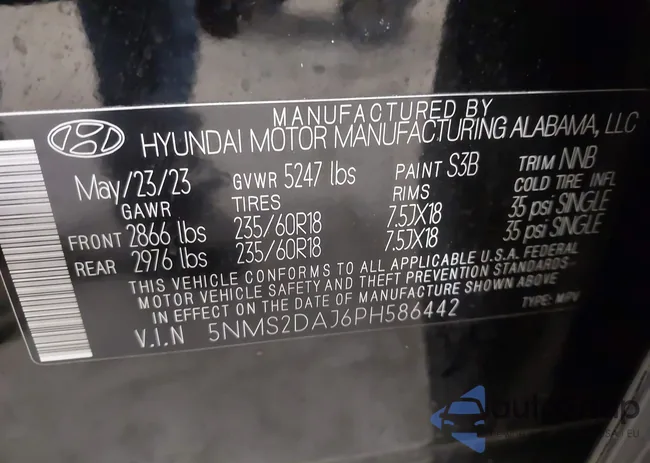 MANUFACTURED BY
HYUNDAI MOTOR MANUFACTURING ALABAMA, LLC
May/23/23 GVWR 5247 lbs PAINT S3B TRIM NNB
GAWR TIRES RIMS COLD TIRE INFL
FRONT 2866 lbs 235/60R18 7.5JX18 35 psi SINGLE
REAR 2976 lbs 235/60R18 7.5JX18 35 psi SINGLE
THIS VEHICLE CONFORMS TO ALL APPLICABLE U.S.A. FEDERAL
MOTOR VEHICLE SAFETY AND THEFT PREVENTION STANDARDS
IN EFFECT ON THE DATE OF MANUFACTURE SHOWN ABOVE
V.I.N 5NMS2DAJ6PH586442 TYPE: MPV